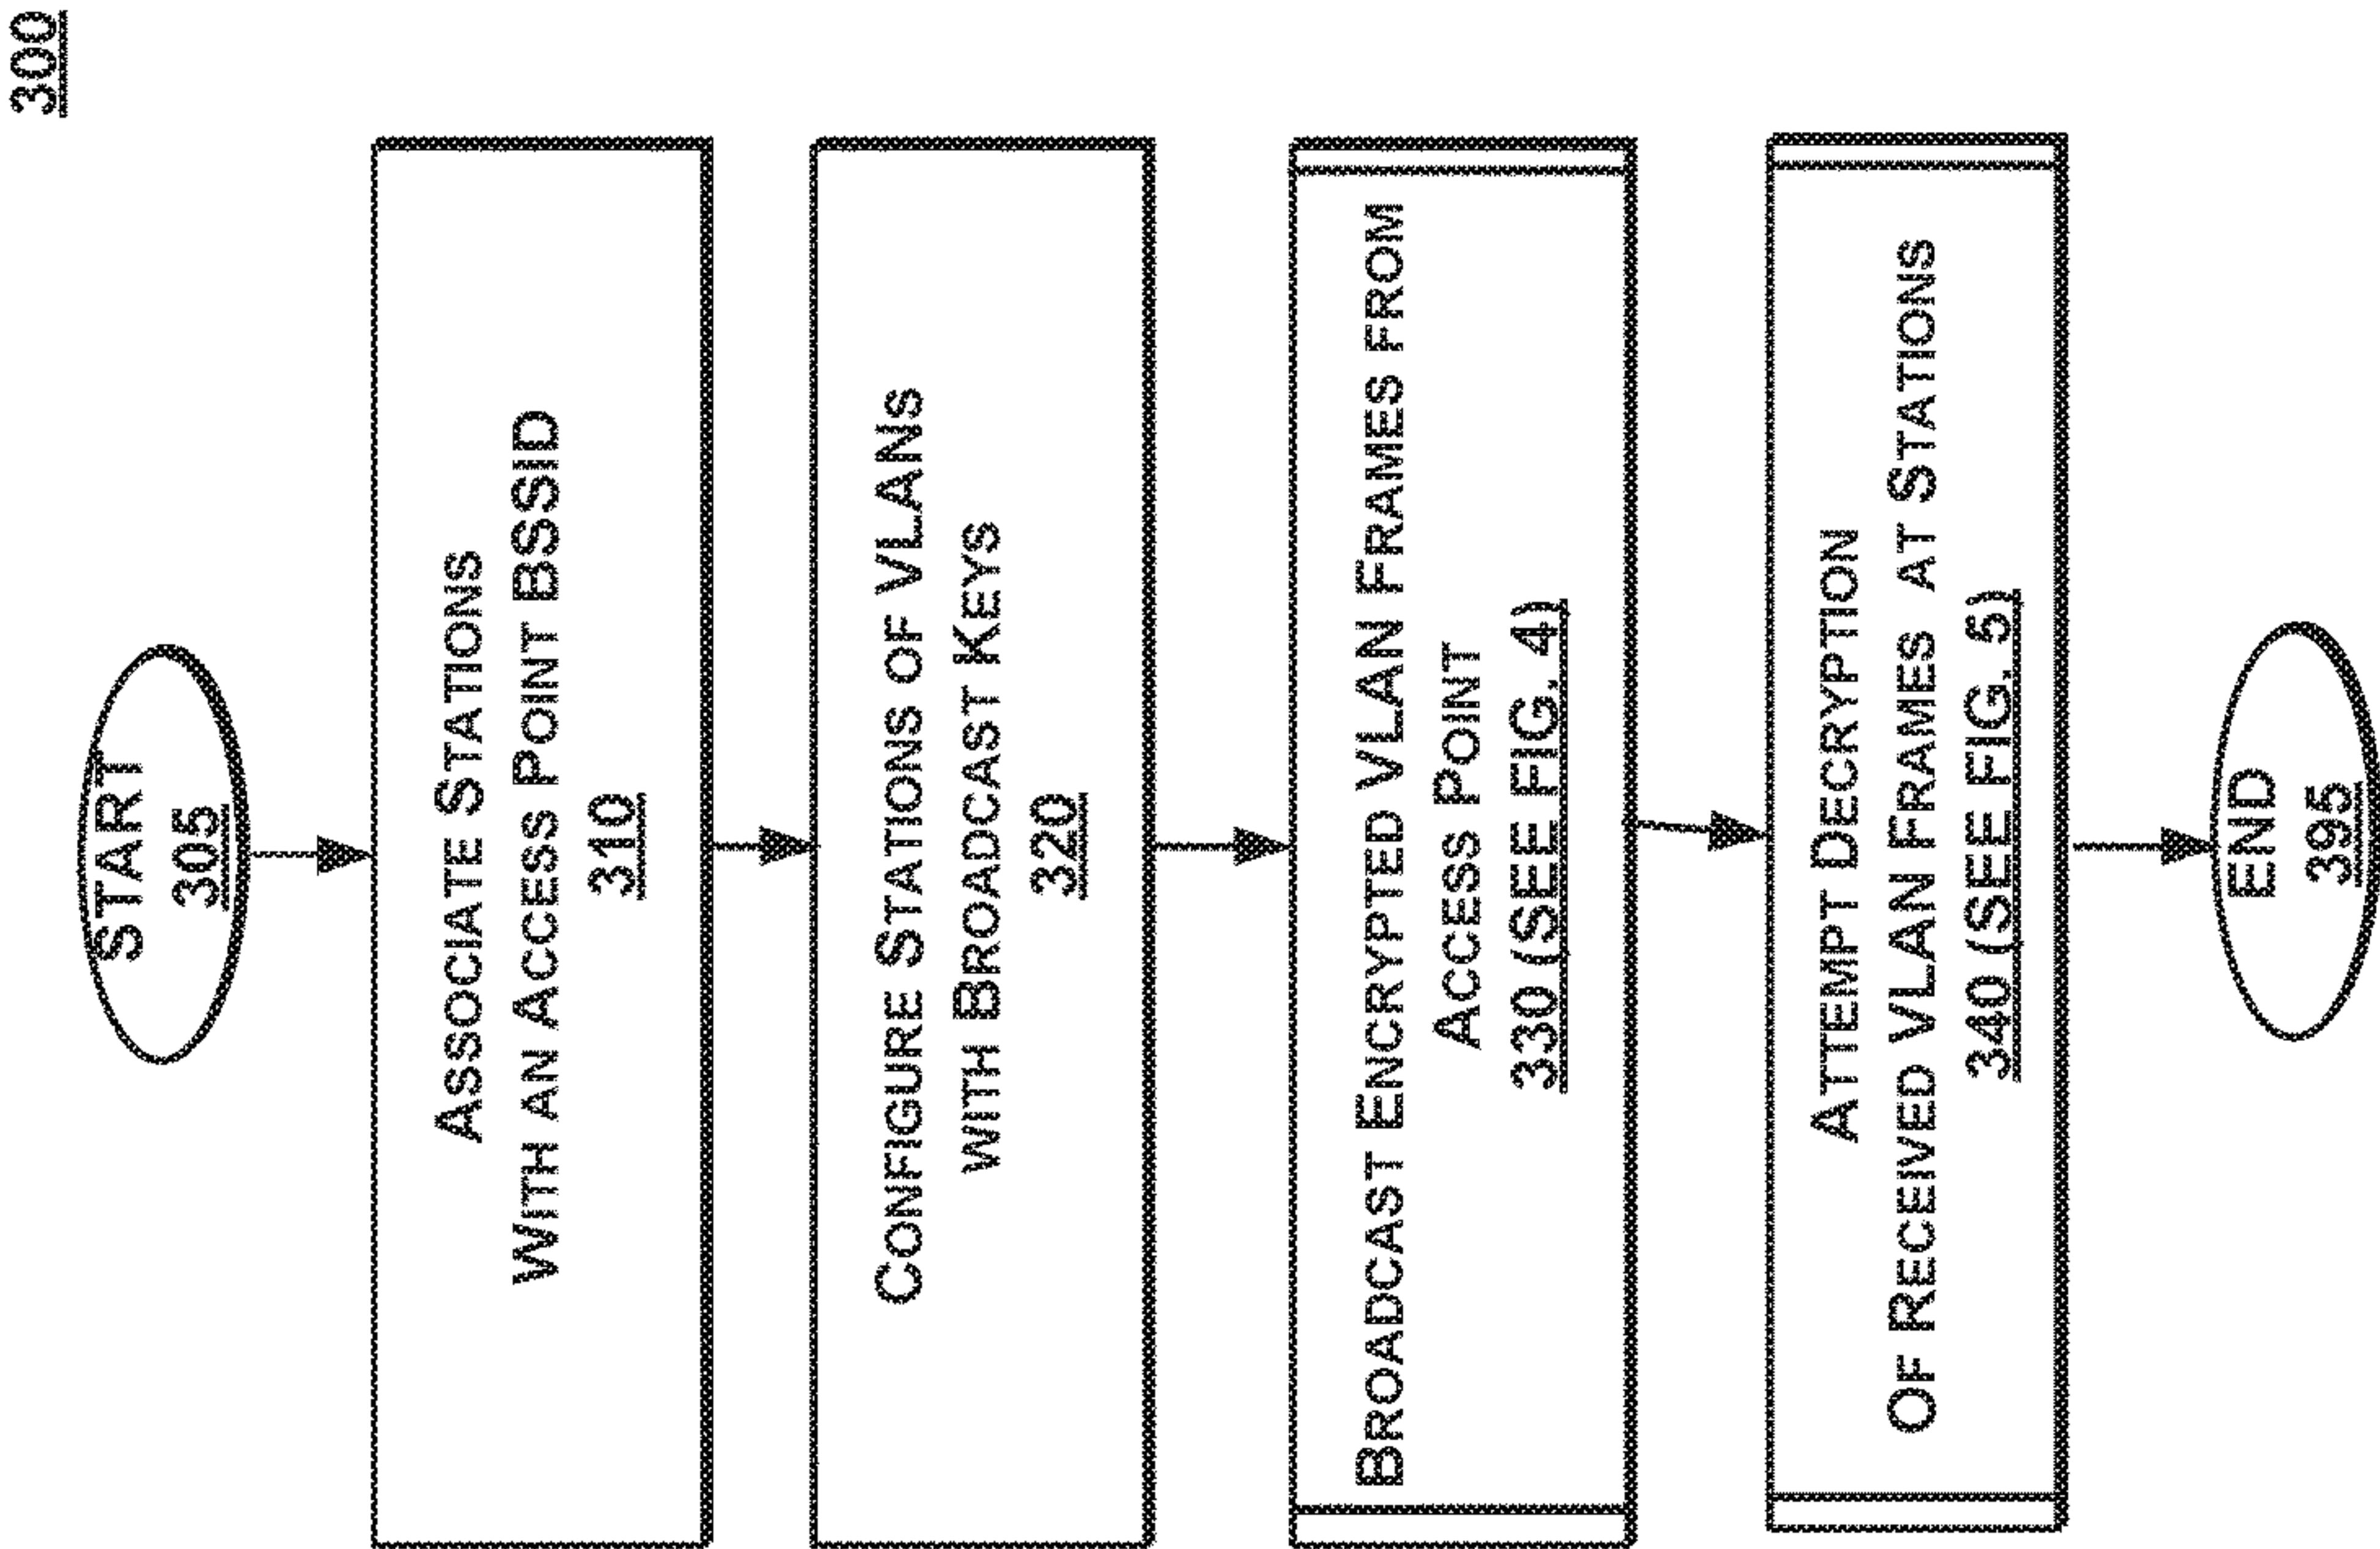 300
START
305
ASSOCIATE STATIONS
WITH AN ACCESS POINT BSSID
310
CONFIGURE STATIONS OF VLANS
WITH BROADCAST KEYS
320
BROADCAST ENCRYPTED VLAN FRAMES FROM
ACCESS POINT
330 (SEE FIG. 4)
ATTEMPT DECRYPTION
OF RECEIVED VLAN FRAMES AT STATIONS
340 (SEE FIG. 5)
END
395